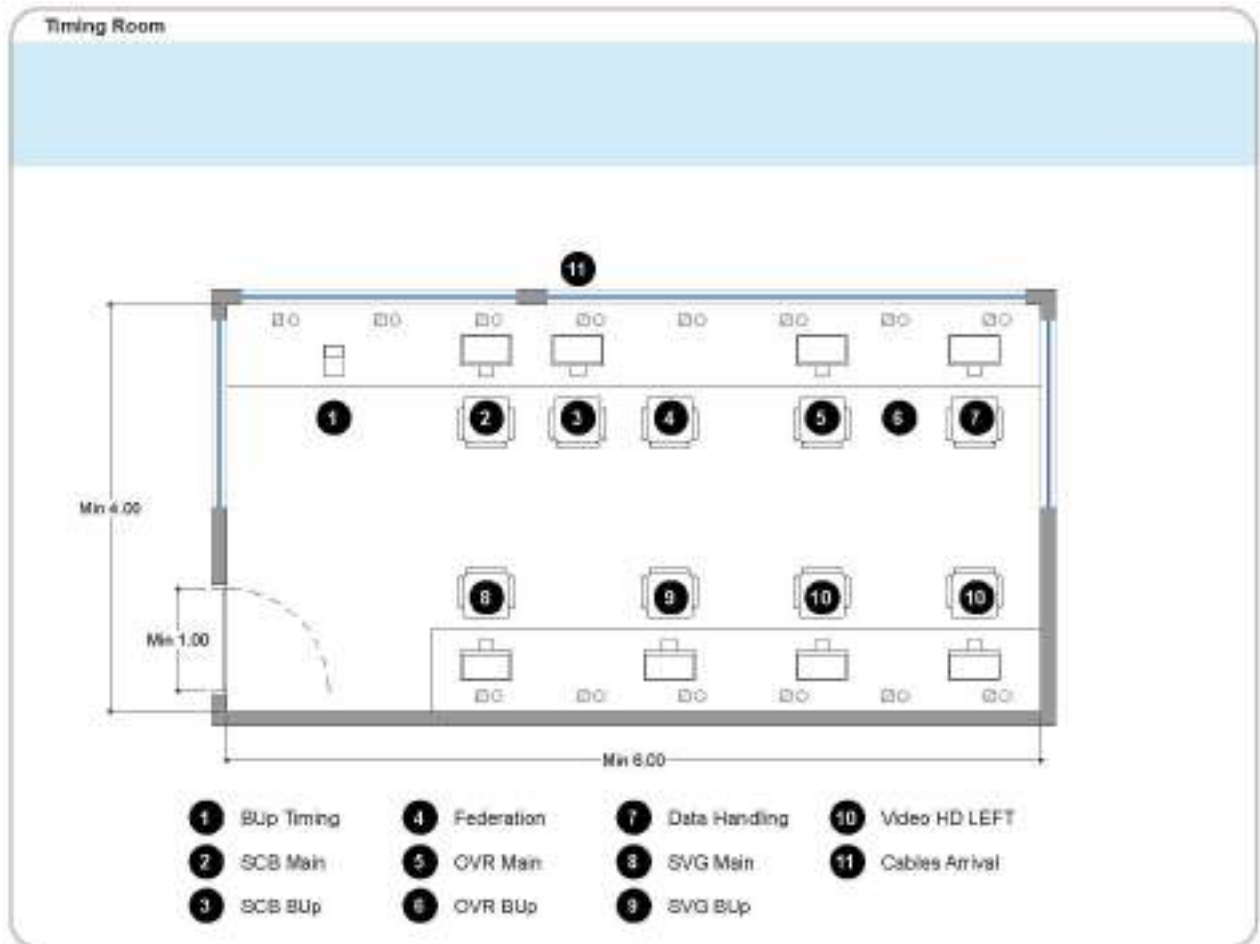 Timing Room
11
1 2 3 4 5 6 7
Min 4.00
8 9 10 10
Min 1.00
Min 8.00
1 BUp Timing
2 SCB Main
3 SCB BUp
4 Federation
5 OVR Main
6 OVR BUp
7 Data Handling
8 SVG Main
9 SVG BUp
10 Video HD LEFT
11 Cables Arrival